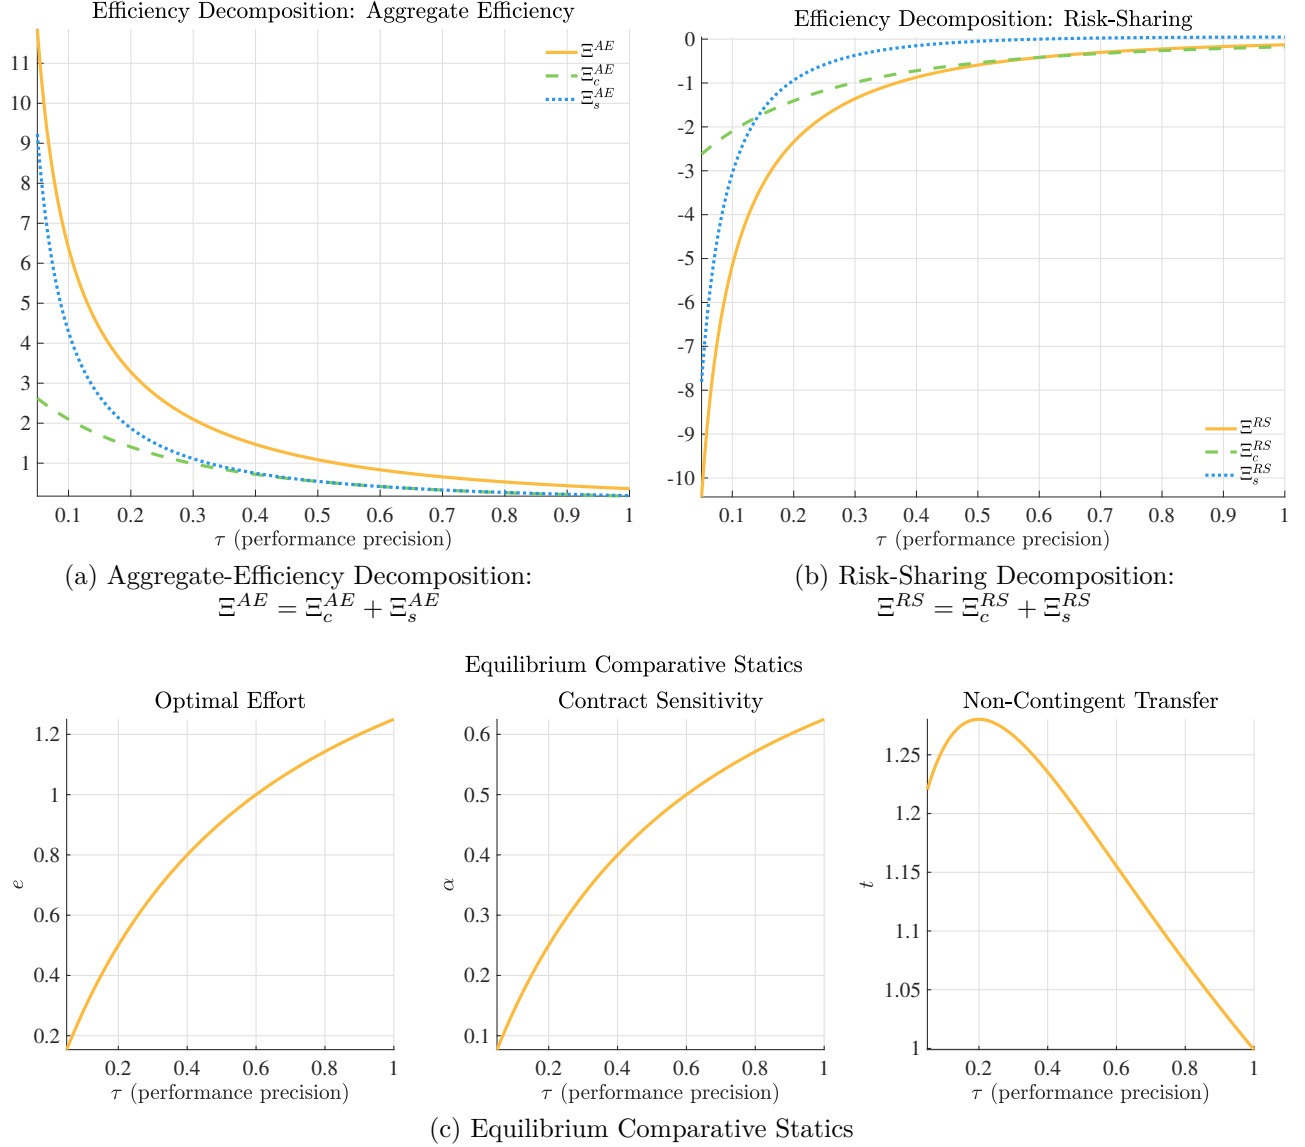 Efficiency Decomposition: Aggregate Efficiency
11
10
9
8
7
6
5
4
3
2
1
Ξ^{AE}
Ξ_c^{AE}
Ξ_s^{AE}
0.1 0.2 0.3 0.4 0.5 0.6 0.7 0.8 0.9 1
τ (performance precision)
(a) Aggregate-Efficiency Decomposition:
Ξ^{AE} = Ξ_c^{AE} + Ξ_s^{AE}
Efficiency Decomposition: Risk-Sharing
0
-1
-2
-3
-4
-5
-6
-7
-8
-9
-10
Ξ^{RS}
Ξ_c^{RS}
Ξ_s^{RS}
0.1 0.2 0.3 0.4 0.5 0.6 0.7 0.8 0.9 1
τ (performance precision)
(b) Risk-Sharing Decomposition:
Ξ^{RS} = Ξ_c^{RS} + Ξ_s^{RS}
Equilibrium Comparative Statics
Optimal Effort
1.2
1
0.8
0.6
0.4
0.2
e
0.2 0.4 0.6 0.8 1
τ (performance precision)
Contract Sensitivity
0.6
0.5
0.4
0.3
0.2
0.1
α
0.2 0.4 0.6 0.8 1
τ (performance precision)
Non-Contingent Transfer
1.25
1.2
1.15
1.1
1.05
1
t
0.2 0.4 0.6 0.8 1
τ (performance precision)
(c) Equilibrium Comparative Statics